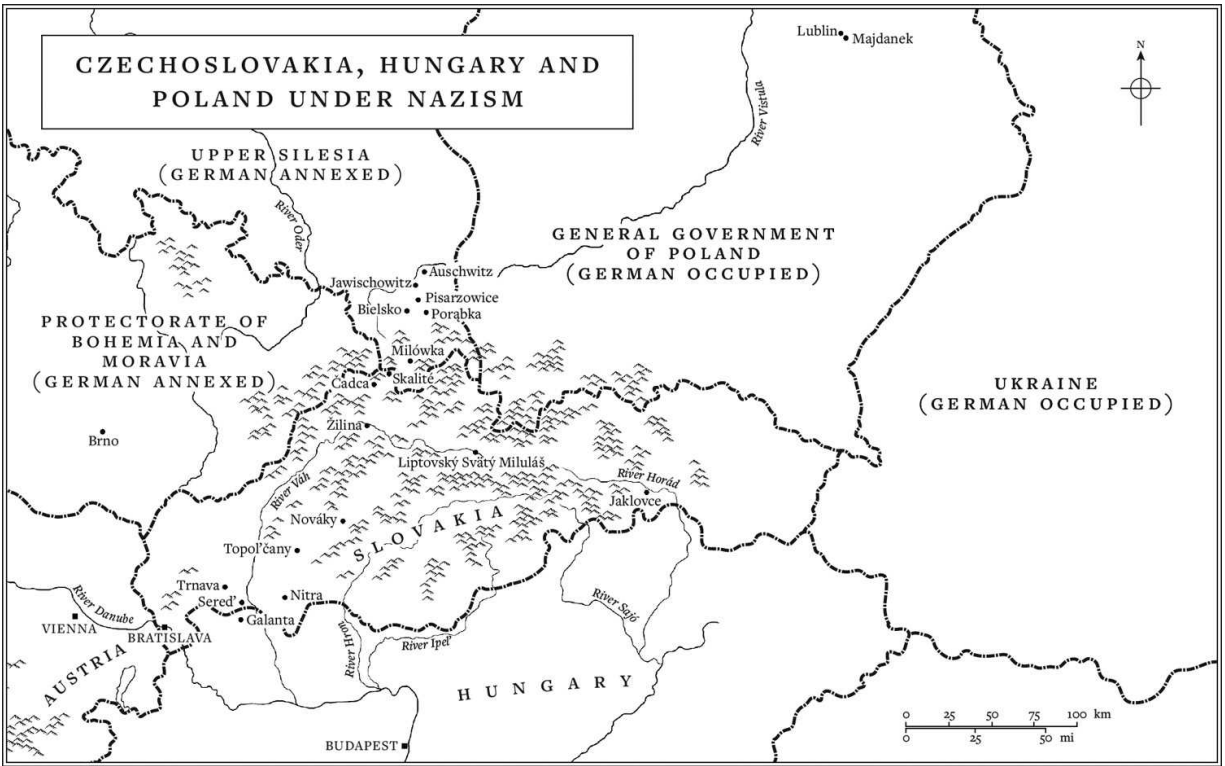 CZECHOSLOVAKIA, HUNGARY AND
POLAND UNDER NAZISM
Lublin
Majdanek
N
River Vistula
UPPER SILESIA
(GERMAN ANNEXED)
River Oder
GENERAL GOVERNMENT
OF POLAND
(GERMAN OCCUPIED)
Auschwitz
Jawischowitz
Pisarzowice
Bielsko
Porąbka
PROTECTORATE OF
BOHEMIA AND
MORAVIA
(GERMAN ANNEXED)
Milówka
Skalité
Čadca
UKRAINE
(GERMAN OCCUPIED)
Brno
Žilina
Liptovský Svätý Miluláš
River Váh
River Horád
Jaklovce
Nováky
SLOVAKIA
Topol'čany
Trnava
Sered'
Nitra
Galanta
River Danube
VIENNA
BRATISLAVA
River Sajó
River Hron
River Ipel'
AUSTRIA
HUNGARY
BUDAPEST
0 25 50 75 100 km
0 25 50 mi